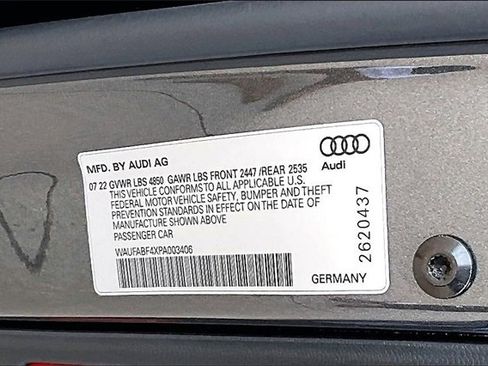 MFD. BY AUDI AG
Audi
07 22 GVWR LBS 4850 GAWR LBS FRONT 2447 /REAR 2535
THIS VEHICLE CONFORMS TO ALL APPLICABLE U.S.
FEDERAL MOTOR VEHICLE SAFETY, BUMPER AND THEFT
PREVENTION STANDARDS IN EFFECT ON THE DATE OF
MANUFACTURE SHOWN ABOVE
PASSENGER CAR
WAUFABF4XPA003406
GERMANY
2620437